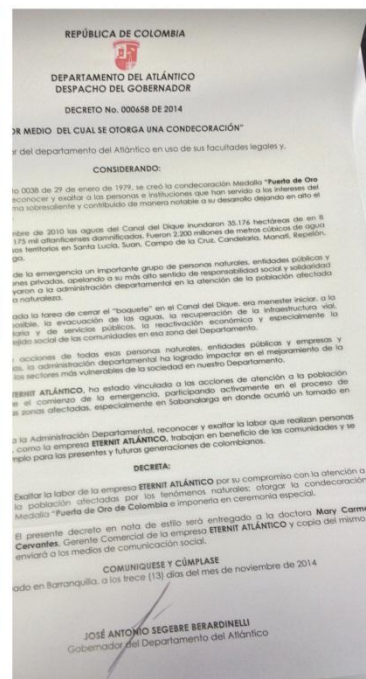 REPÚBLICA DE COLOMBIA
DEPARTAMENTO DEL ATLÁNTICO
DESPACHO DEL GOBERNADOR
DECRETO No. 000658 DE 2014
OR MEDIO DEL CUAL SE OTORGA UNA CONDECORACIÓN"
r del departamento del Atlántico en uso de sus facultades legales y,
CONSIDERANDO:
to 0038 de 29 de enero de 1979, se creó la condecoración Medalla "Puerta de Oro
econocer y exaltar a las personas e instituciones que han servido a los intereses del
ma sobresaliente y contribuido de manera notable a su desarrollo dejando en alto el
mbre de 2010 las aguas del Canal del Dique inundaron 35.176 hectáreas de en 8
175 mil atlanticenses damnificados. Fueron 2.200 millones de metros cúbicos de agua
sos territorios en Santa Lucía, Suan, Campo de la Cruz, Candelaria, Manatí, Repelón,
ga.
de la emergencia un importante grupo de personas naturales, entidades públicas y
ones privadas, apelando a su más alto sentido de responsabilidad social y solidaridad
yaron a la administración departamental en la atención de la población afectada
a naturaleza.
ada la tarea de cerrar el "boquete" en el Canal del Dique, era menester iniciar, a la
osible, la evacuación de las aguas, la recuperación de la infraestructura vial,
laria y de servicios públicos, la reactivación económica y especialmente la
ejido social de las comunidades en esa zona del Departamento.
acciones de todas esas personas naturales, entidades públicas y empresas y
as, la administración departamental ha logrado impactar en el mejoramiento de la
los sectores más vulnerables de la sociedad en nuestro Departamento.
TERNIT ATLÁNTICO, ha estado vinculada a las acciones de atención a la población
e el comienzo de la emergencia, participando activamente en el proceso de
s zonas afectadas, especialmente en Sabanalarga en donde ocurrió un tornado en
a la Administración Departamental, reconocer y exaltar la labor que realizan personas
, como la empresa ETERNIT ATLÁNTICO, trabajan en beneficio de las comunidades y se
mplo para las presentes y futuras generaciones de colombianos.
DECRETA:
Exaltar la labor de la empresa ETERNIT ATLÁNTICO por su compromiso con la atención a
la población afectadas por los fenómenos naturales; otorgar la condecoración
Medalla "Puerta de Oro de Colombia e imponerla en ceremonia especial.
El presente decreto en nota de estilo será entregado a la doctora Mary Carme
Cervantes, Gerente Comercial de la empresa ETERNIT ATLÁNTICO y copia del mismo
enviará a los medios de comunicación social.
COMUNIQUESE Y CÚMPLASE
ado en Barranquilla, a los trece (13) días del mes de noviembre de 2014
JOSÉ ANTONIO SEGEBRE BERARDINELLI
Gobernador del Departamento del Atlántico